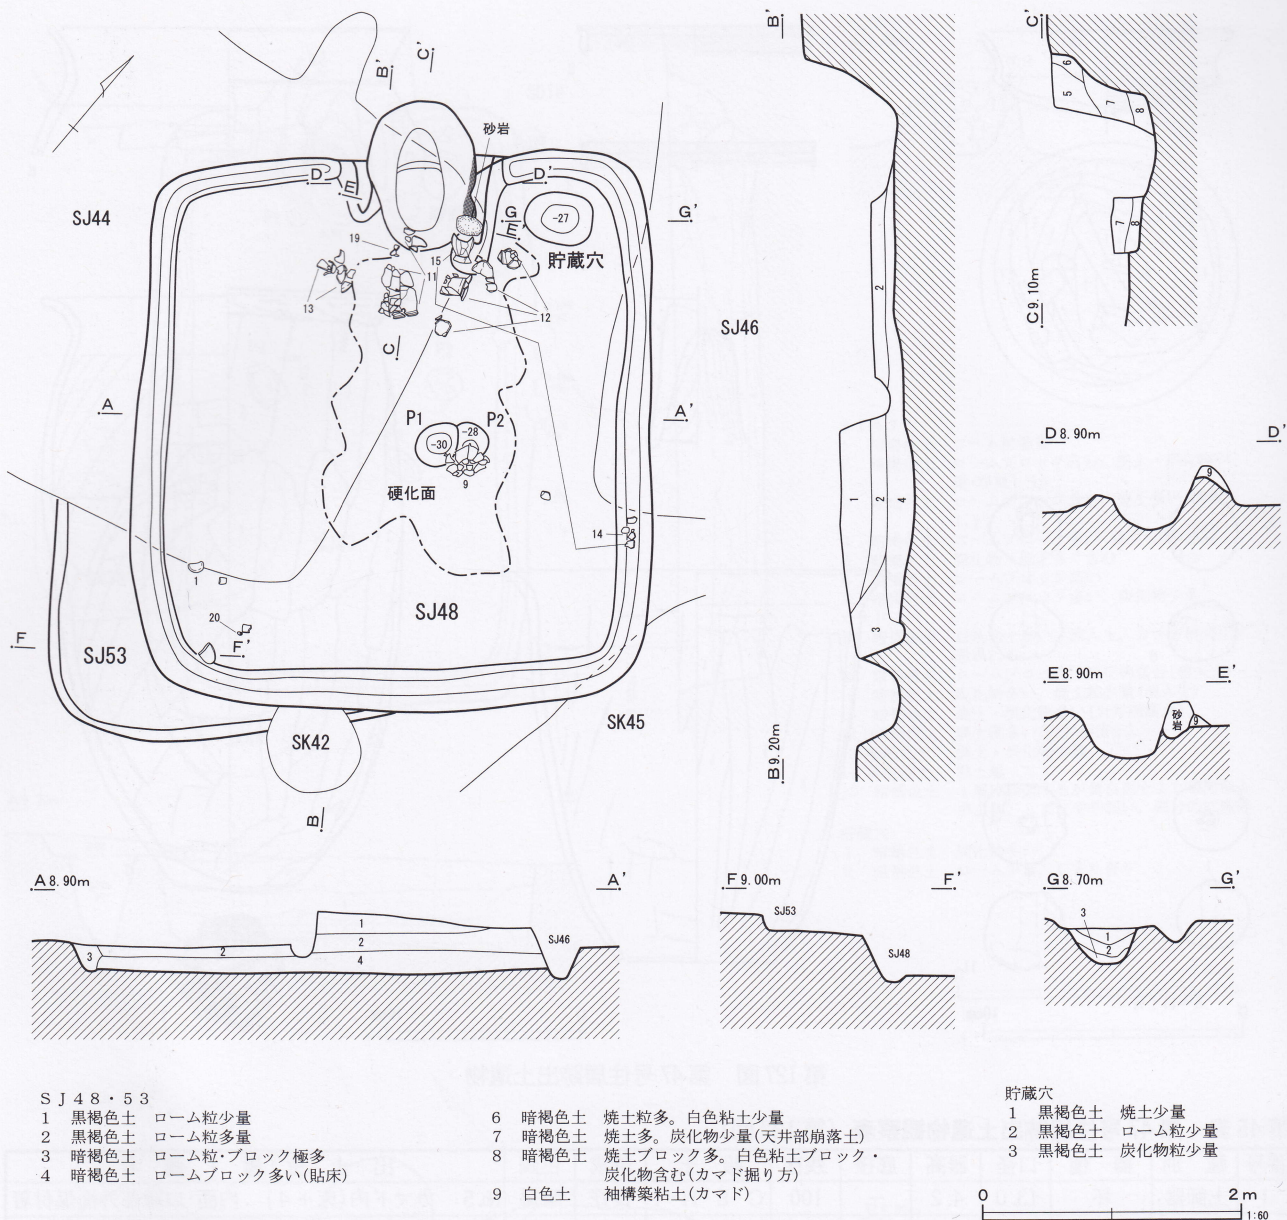 B'
C'
砂岩
D
E
D'
SJ44
-27
G
G'
E'
19
15
11
貯蔵穴
13
12
SJ46
C
A
A'
P1
P2
-28
-30
9
硬化面
14
1
20
SJ48
F
F'
SJ53
SK42
SK45
B
B'
2
1
2
4
3
B 9.20m
C'
6
5
7
8
7
8
C 9.10m
D 8.90m
D'
9
E 8.90m
E'
砂岩
9
A 8.90m
A'
1
2
2
3
4
SJ46
F 9.00m
F'
SJ53
SJ48
G 8.70m
G'
3
1
2
SJ48・53
1 黒褐色土 ローム粒少量
2 黒褐色土 ローム粒多量
3 暗褐色土 ローム粒・ブロック極多
4 暗褐色土 ロームブロック多い(貼床)
6 暗褐色土 焼土粒多。白色粘土少量
7 暗褐色土 焼土多。炭化物少量(天井部崩落土)
8 暗褐色土 焼土ブロック多。白色粘土ブロック・
炭化物含む(カマド掘り方)
9 白色土 袖構築粘土(カマド)
貯蔵穴
1 黒褐色土 焼土少量
2 黒褐色土 ローム粒少量
3 黒褐色土 炭化物粒少量
0
2m
1:60